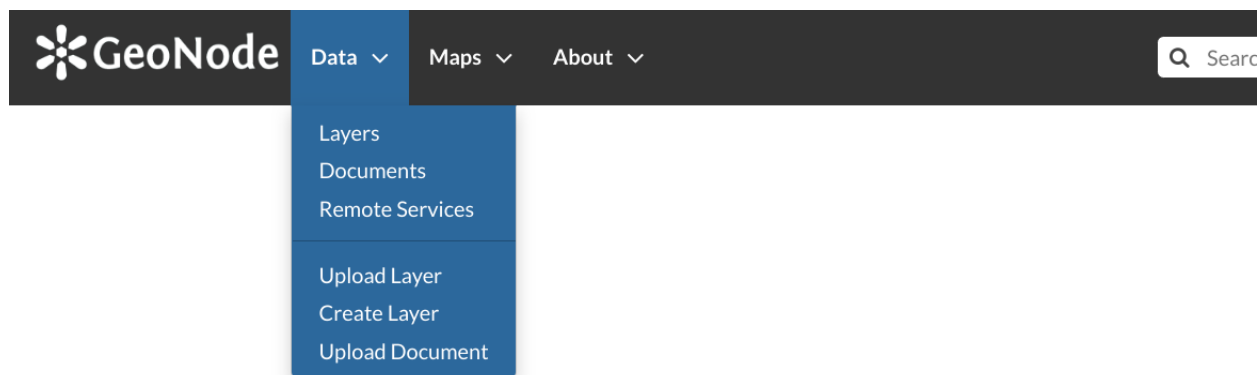 GeoNode Data Maps About
Layers
Documents
Remote Services
Upload Layer
Create Layer
Upload Document